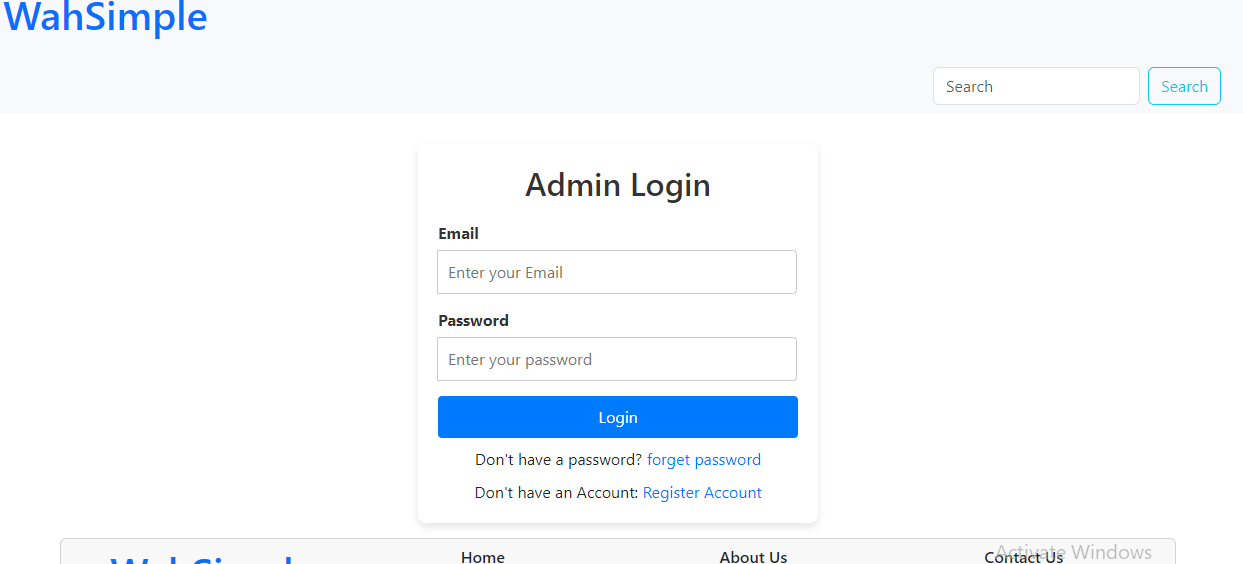 WahSimple
Search Search
Admin Login
Email
Enter your Email
Password
Enter your password
Login
Don't have a password? forget password
Don't have an Account: Register Account
WahSimple Home About Us Contact Us
Activate Windows